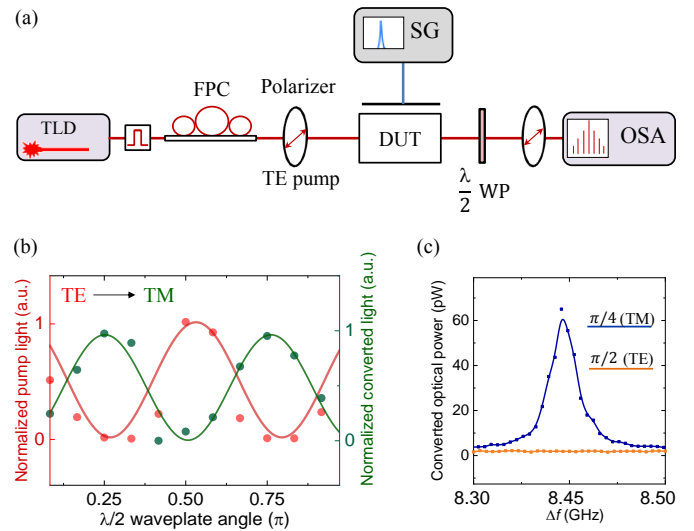 (a)
SG
FPC
Polarizer
TLD
DUT
OSA
TE pump
λ/2 WP
(b)
(c)
TE → TM
Normalized pump light (a.u.)
1
0
1
0
Normalized converted light (a.u.)
0.25
0.50
0.75
λ/2 waveplate angle (π)
Converted optical power (pW)
60
40
20
0
π/4 (TM)
π/2 (TE)
8.30
8.45
8.50
Δf (GHz)